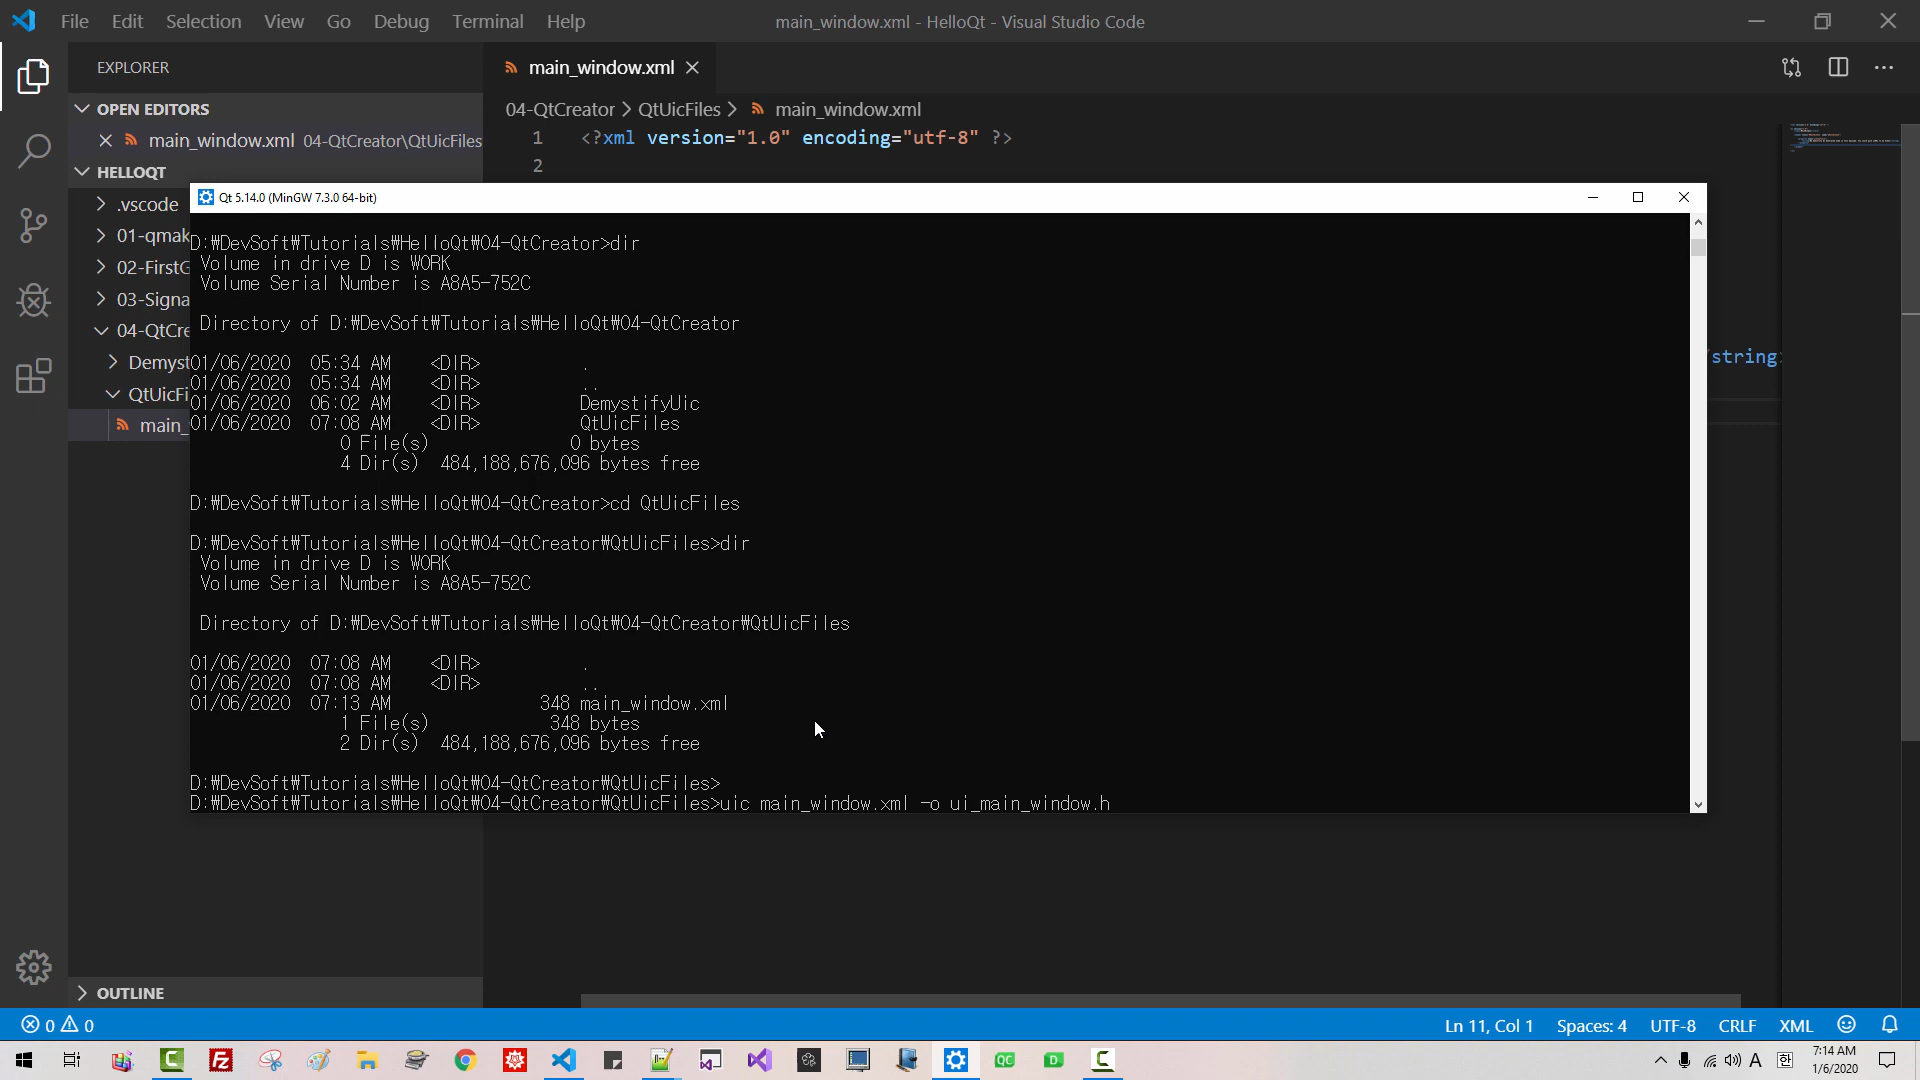 File Edit Selection View Go Debug Terminal Help
main_window.xml - HelloQt - Visual Studio Code
EXPLORER
main_window.xml
OPEN EDITORS
main_window.xml 04-QtCreator\QtUicFiles
HELLOQT
.vscode
01-qmak
02-FirstG
03-Signa
04-QtCre
Demyst
QtUicFi
main_
OUTLINE
04-QtCreator > QtUicFiles > main_window.xml
1 <?xml version="1.0" encoding="utf-8" ?>
2
/string>
Qt 5.14.0 (MinGW 7.3.0 64-bit)
D:₩DevSoft₩Tutorials₩HelloQt₩04-QtCreator>dir
Volume in drive D is WORK
Volume Serial Number is A8A5-752C
Directory of D:₩DevSoft₩Tutorials₩HelloQt₩04-QtCreator
01/06/2020 05:34 AM <DIR> .
01/06/2020 05:34 AM <DIR> ..
01/06/2020 06:02 AM <DIR> DemystifyUic
01/06/2020 07:08 AM <DIR> QtUicFiles
0 File(s) 0 bytes
4 Dir(s) 484,188,676,096 bytes free
D:₩DevSoft₩Tutorials₩HelloQt₩04-QtCreator>cd QtUicFiles
D:₩DevSoft₩Tutorials₩HelloQt₩04-QtCreator₩QtUicFiles>dir
Volume in drive D is WORK
Volume Serial Number is A8A5-752C
Directory of D:₩DevSoft₩Tutorials₩HelloQt₩04-QtCreator₩QtUicFiles
01/06/2020 07:08 AM <DIR> .
01/06/2020 07:08 AM <DIR> ..
01/06/2020 07:13 AM 348 main_window.xml
1 File(s) 348 bytes
2 Dir(s) 484,188,676,096 bytes free
D:₩DevSoft₩Tutorials₩HelloQt₩04-QtCreator₩QtUicFiles>
D:₩DevSoft₩Tutorials₩HelloQt₩04-QtCreator₩QtUicFiles>uic main_window.xml -o ui_main_window.h
0 0
Ln 11, Col 1 Spaces: 4 UTF-8 CRLF XML
A 한
7:14 AM
1/6/2020